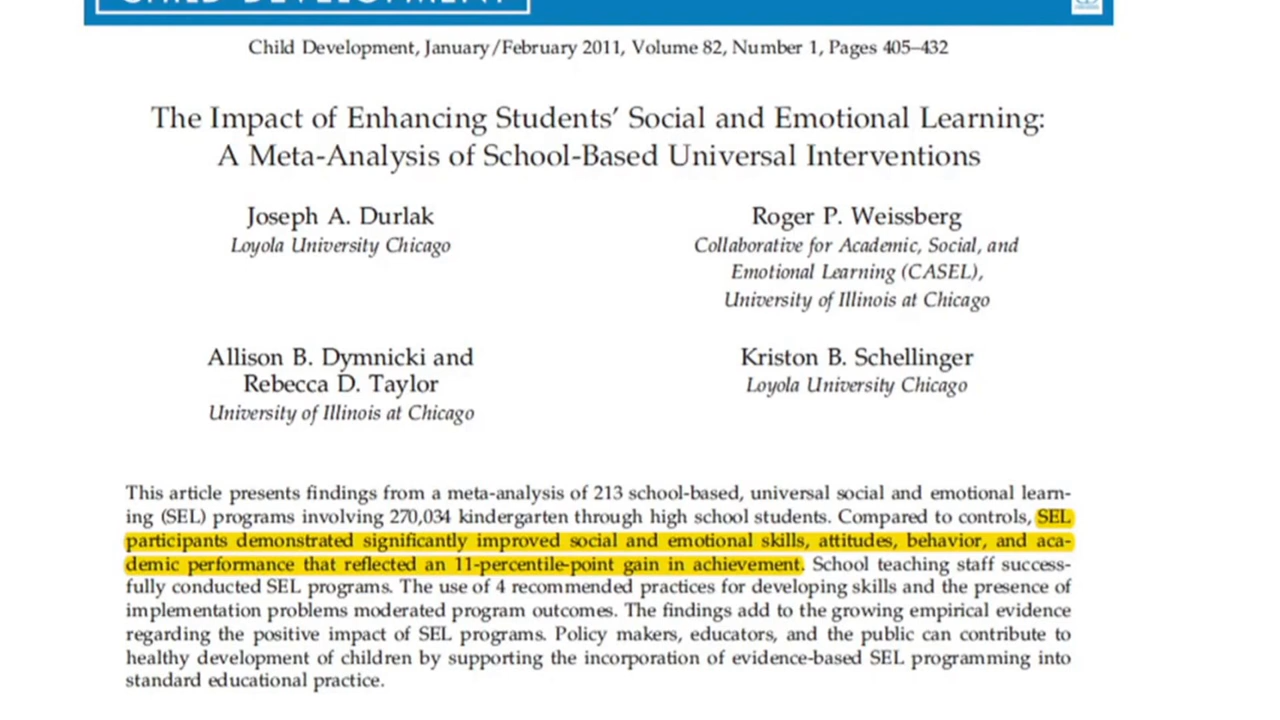 CHILD DEVELOPMENT
Child Development, January/February 2011, Volume 82, Number 1, Pages 405–432
The Impact of Enhancing Students’ Social and Emotional Learning:
A Meta-Analysis of School-Based Universal Interventions
Joseph A. Durlak
Loyola University Chicago
Roger P. Weissberg
Collaborative for Academic, Social, and
Emotional Learning (CASEL),
University of Illinois at Chicago
Allison B. Dymnicki and
Rebecca D. Taylor
University of Illinois at Chicago
Kriston B. Schellinger
Loyola University Chicago
This article presents findings from a meta-analysis of 213 school-based, universal social and emotional learn-
ing (SEL) programs involving 270,034 kindergarten through high school students. Compared to controls, SEL
participants demonstrated significantly improved social and emotional skills, attitudes, behavior, and aca-
demic performance that reflected an 11-percentile-point gain in achievement. School teaching staff success-
fully conducted SEL programs. The use of 4 recommended practices for developing skills and the presence of
implementation problems moderated program outcomes. The findings add to the growing empirical evidence
regarding the positive impact of SEL programs. Policy makers, educators, and the public can contribute to
healthy development of children by supporting the incorporation of evidence-based SEL programming into
standard educational practice.